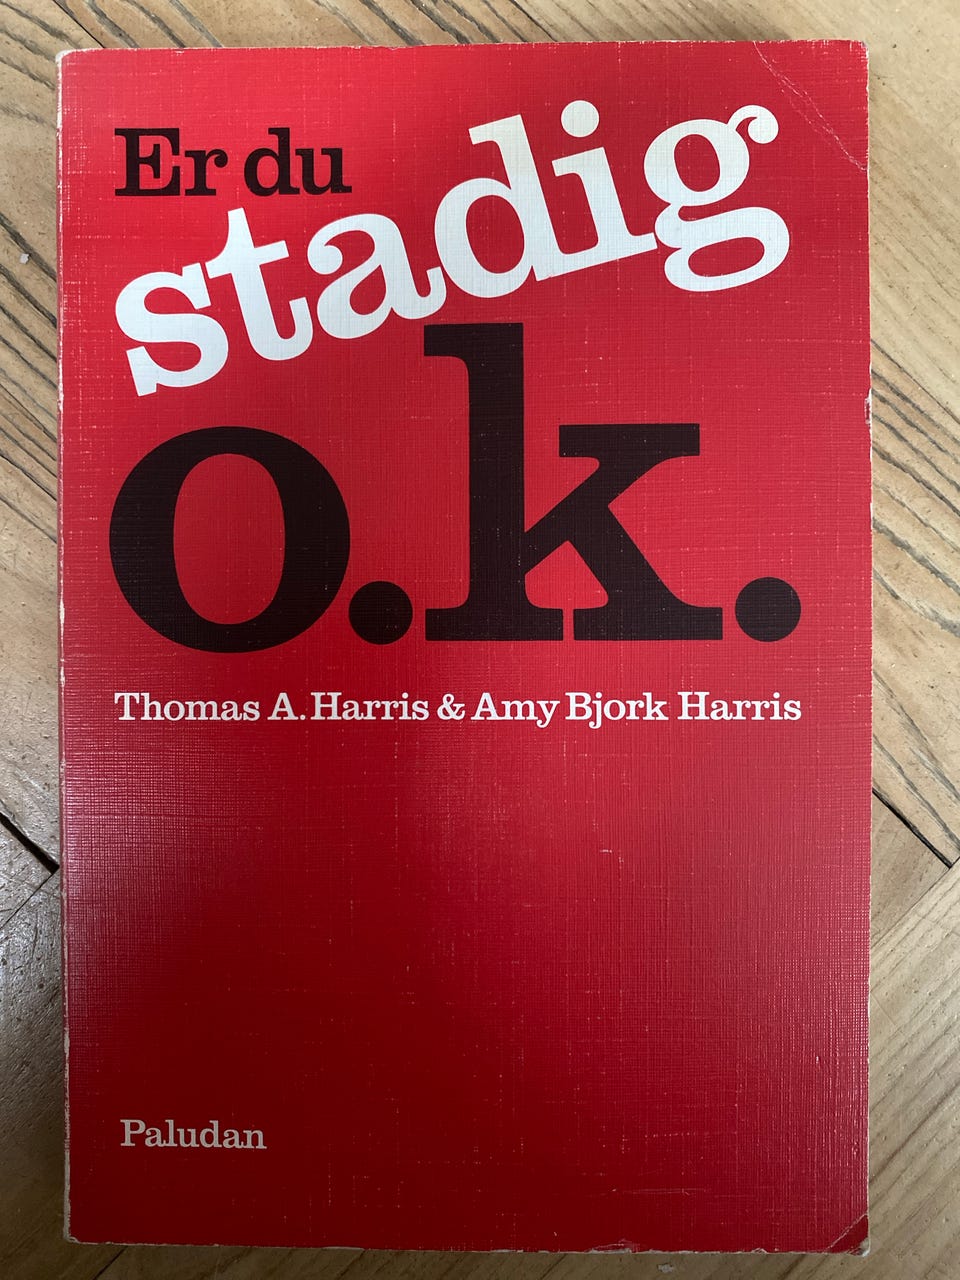 Er du
stadig
o.k.
Thomas A. Harris & Amy Bjork Harris
Paludan